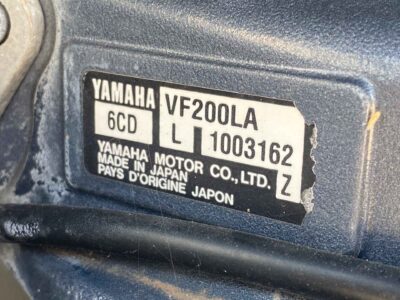 YAMAHA VF200LA
6CD L 1003162
YAMAHA MOTOR CO., LTD.
MADE IN JAPAN
PAYS D'ORIGINE JAPON
Z